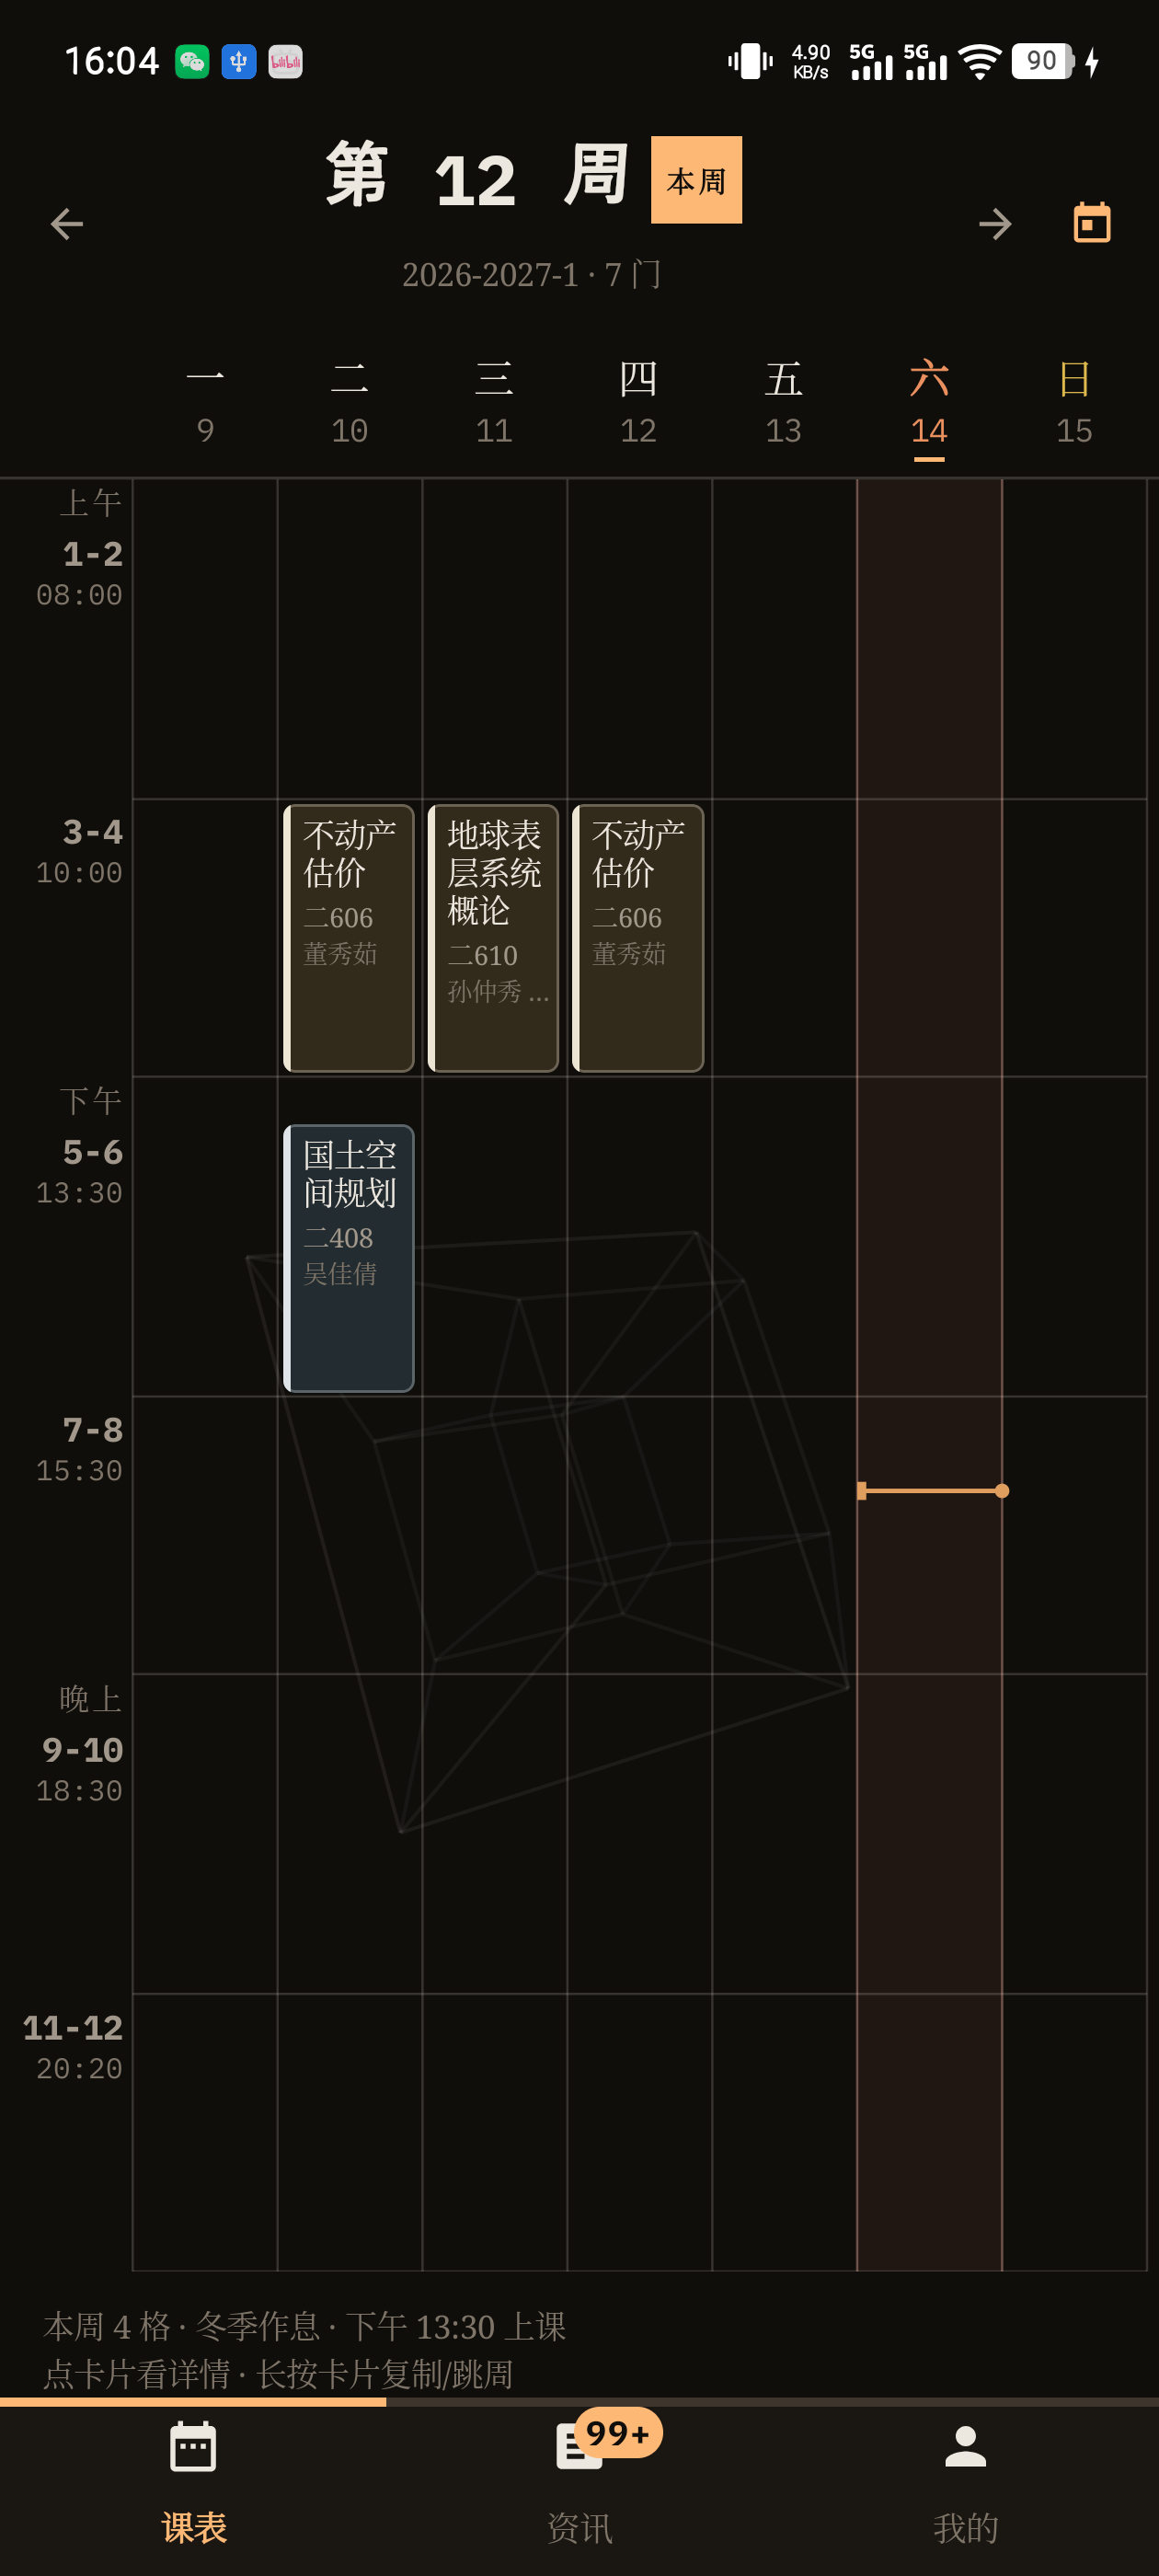 16:04
4.90
KB/s
5G
5G
90
第 12 周 本周
2026-2027-1 · 7 门
一 二 三 四 五 六 日
9 10 11 12 13 14 15
上午
1-2
08:00
3-4
10:00
不动产
估价
二606
董秀茹
地球表
层系统
概论
二610
孙仲秀 ...
不动产
估价
二606
董秀茹
下午
5-6
13:30
国土空
间规划
二408
吴佳倩
7-8
15:30
晚上
9-10
18:30
11-12
20:20
本周 4 格 · 冬季作息 · 下午 13:30 上课
点卡片看详情 · 长按卡片复制/跳周
99+
课表 资讯 我的